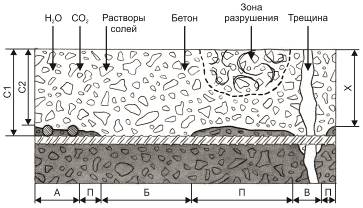 H₂O
CO₂
Растворы
солей
Бетон
Зона
разрушения
Трещина
C1
C2
X
А
П
Б
П
В
П